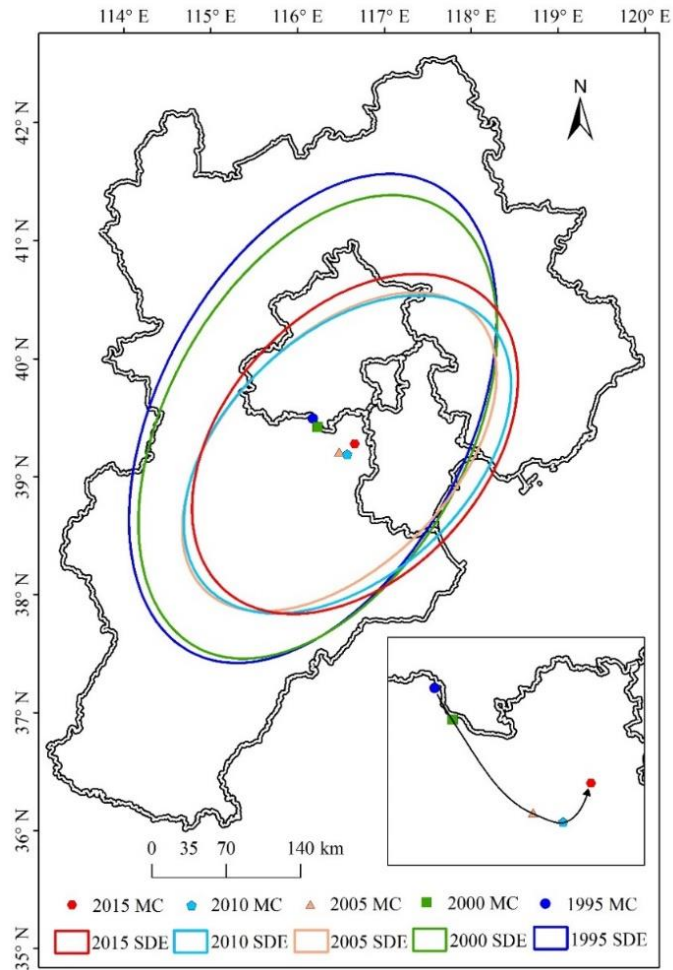 114° E 115° E 116° E 117° E 118° E 119° E 120° E
N
42° N
41° N
40° N
39° N
38° N
37° N
36° N
35° N
0 35 70 140 km
2015 MC 2010 MC 2005 MC 2000 MC 1995 MC
2015 SDE 2010 SDE 2005 SDE 2000 SDE 1995 SDE